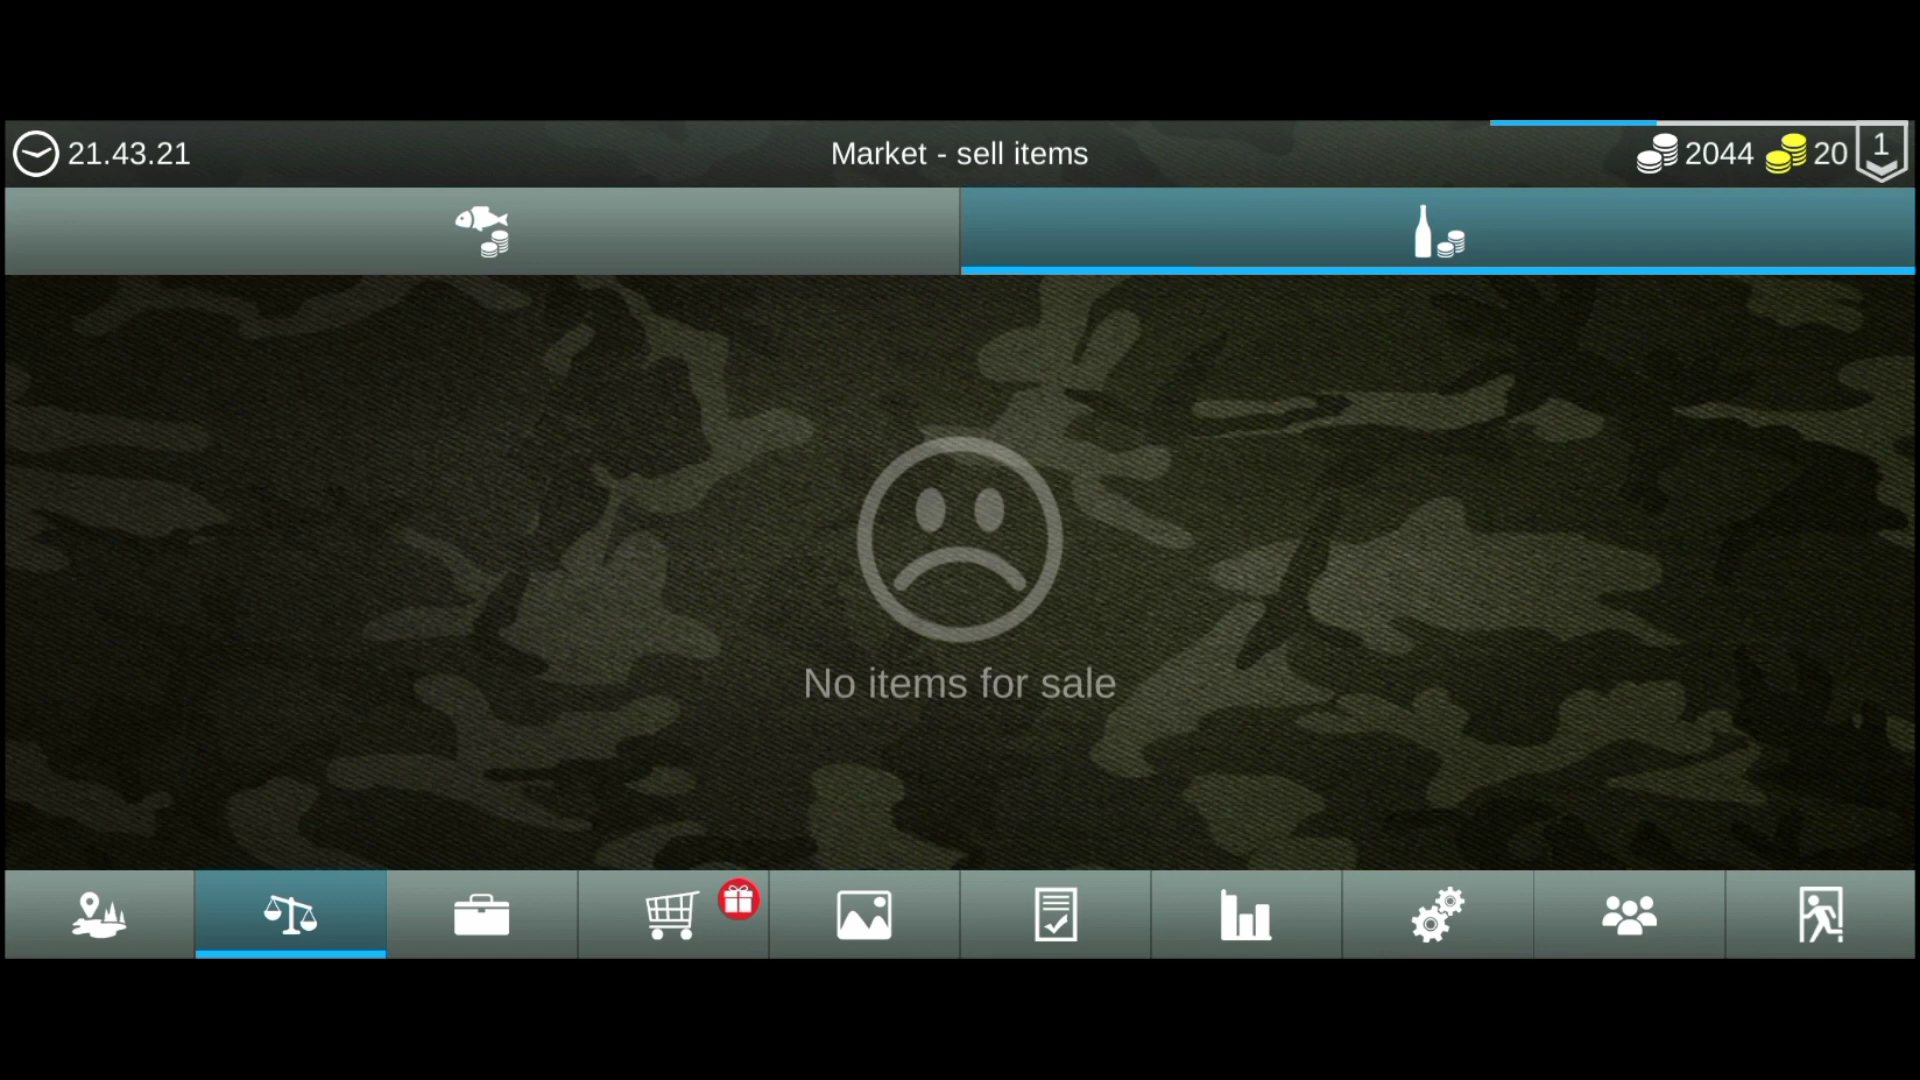 21.43.21
Market - sell items
2044
20
1
No items for sale